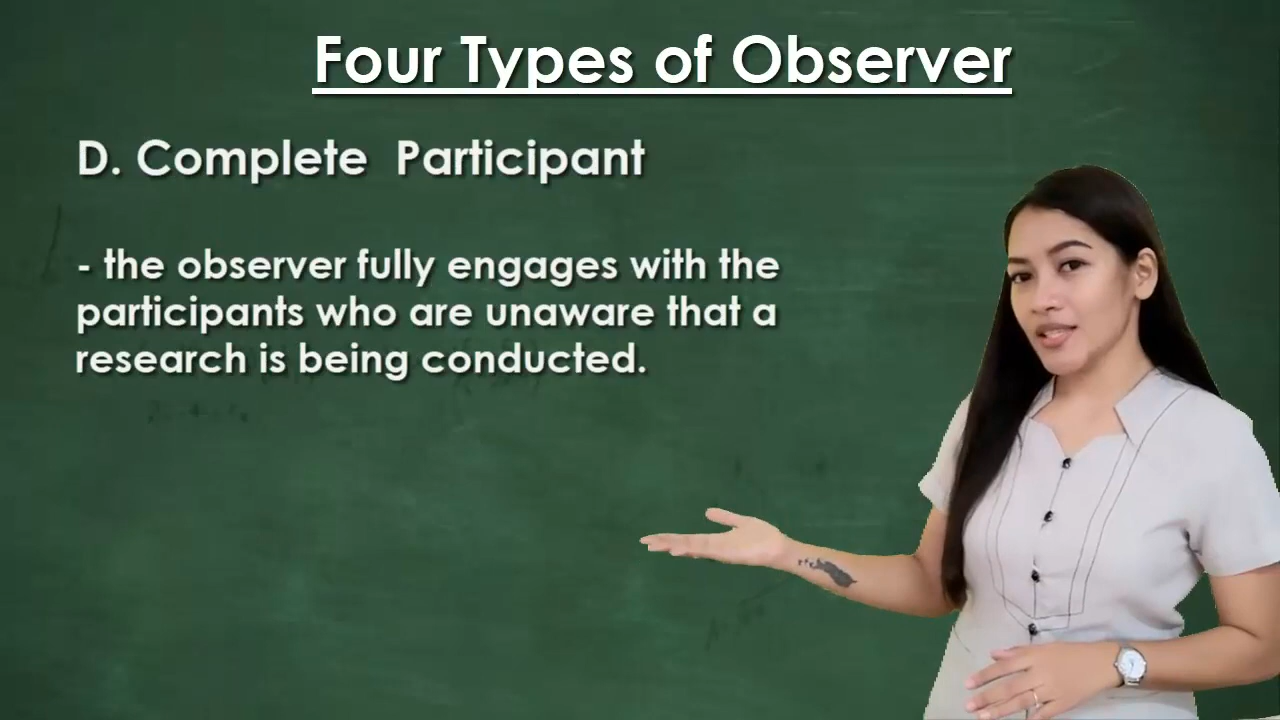 Four Types of Observer
D. Complete Participant
- the observer fully engages with the
participants who are unaware that a
research is being conducted.